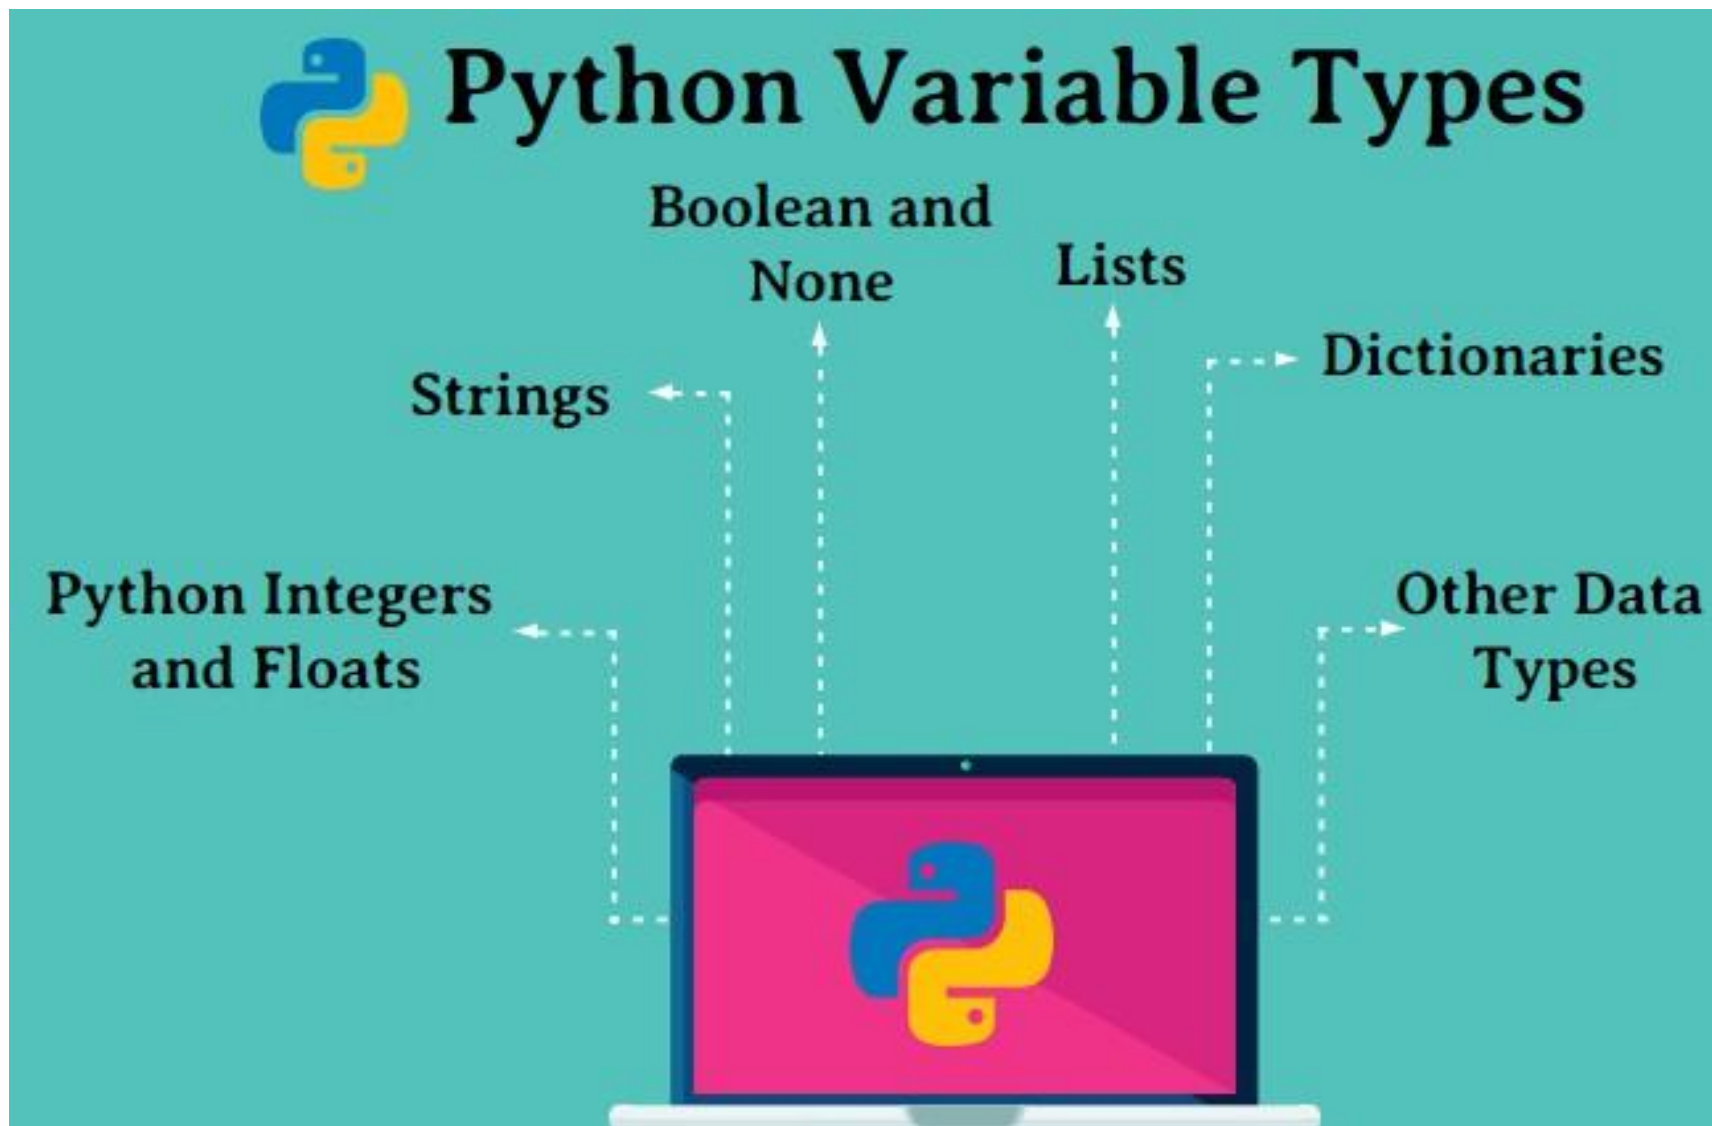 Python Variable Types
Boolean and
None
Lists
Dictionaries
Strings
Python Integers
and Floats
Other Data
Types